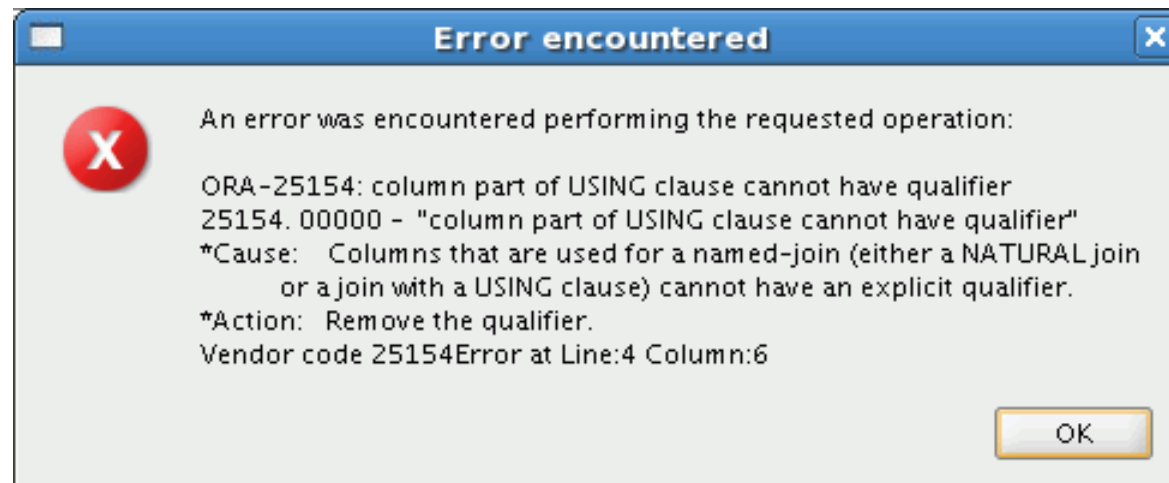 Error encountered
An error was encountered performing the requested operation:
ORA-25154: column part of USING clause cannot have qualifier
25154. 00000 - "column part of USING clause cannot have qualifier"
*Cause: Columns that are used for a named-join (either a NATURAL join
or a join with a USING clause) cannot have an explicit qualifier.
*Action: Remove the qualifier.
Vendor code 25154Error at Line:4 Column:6
OK